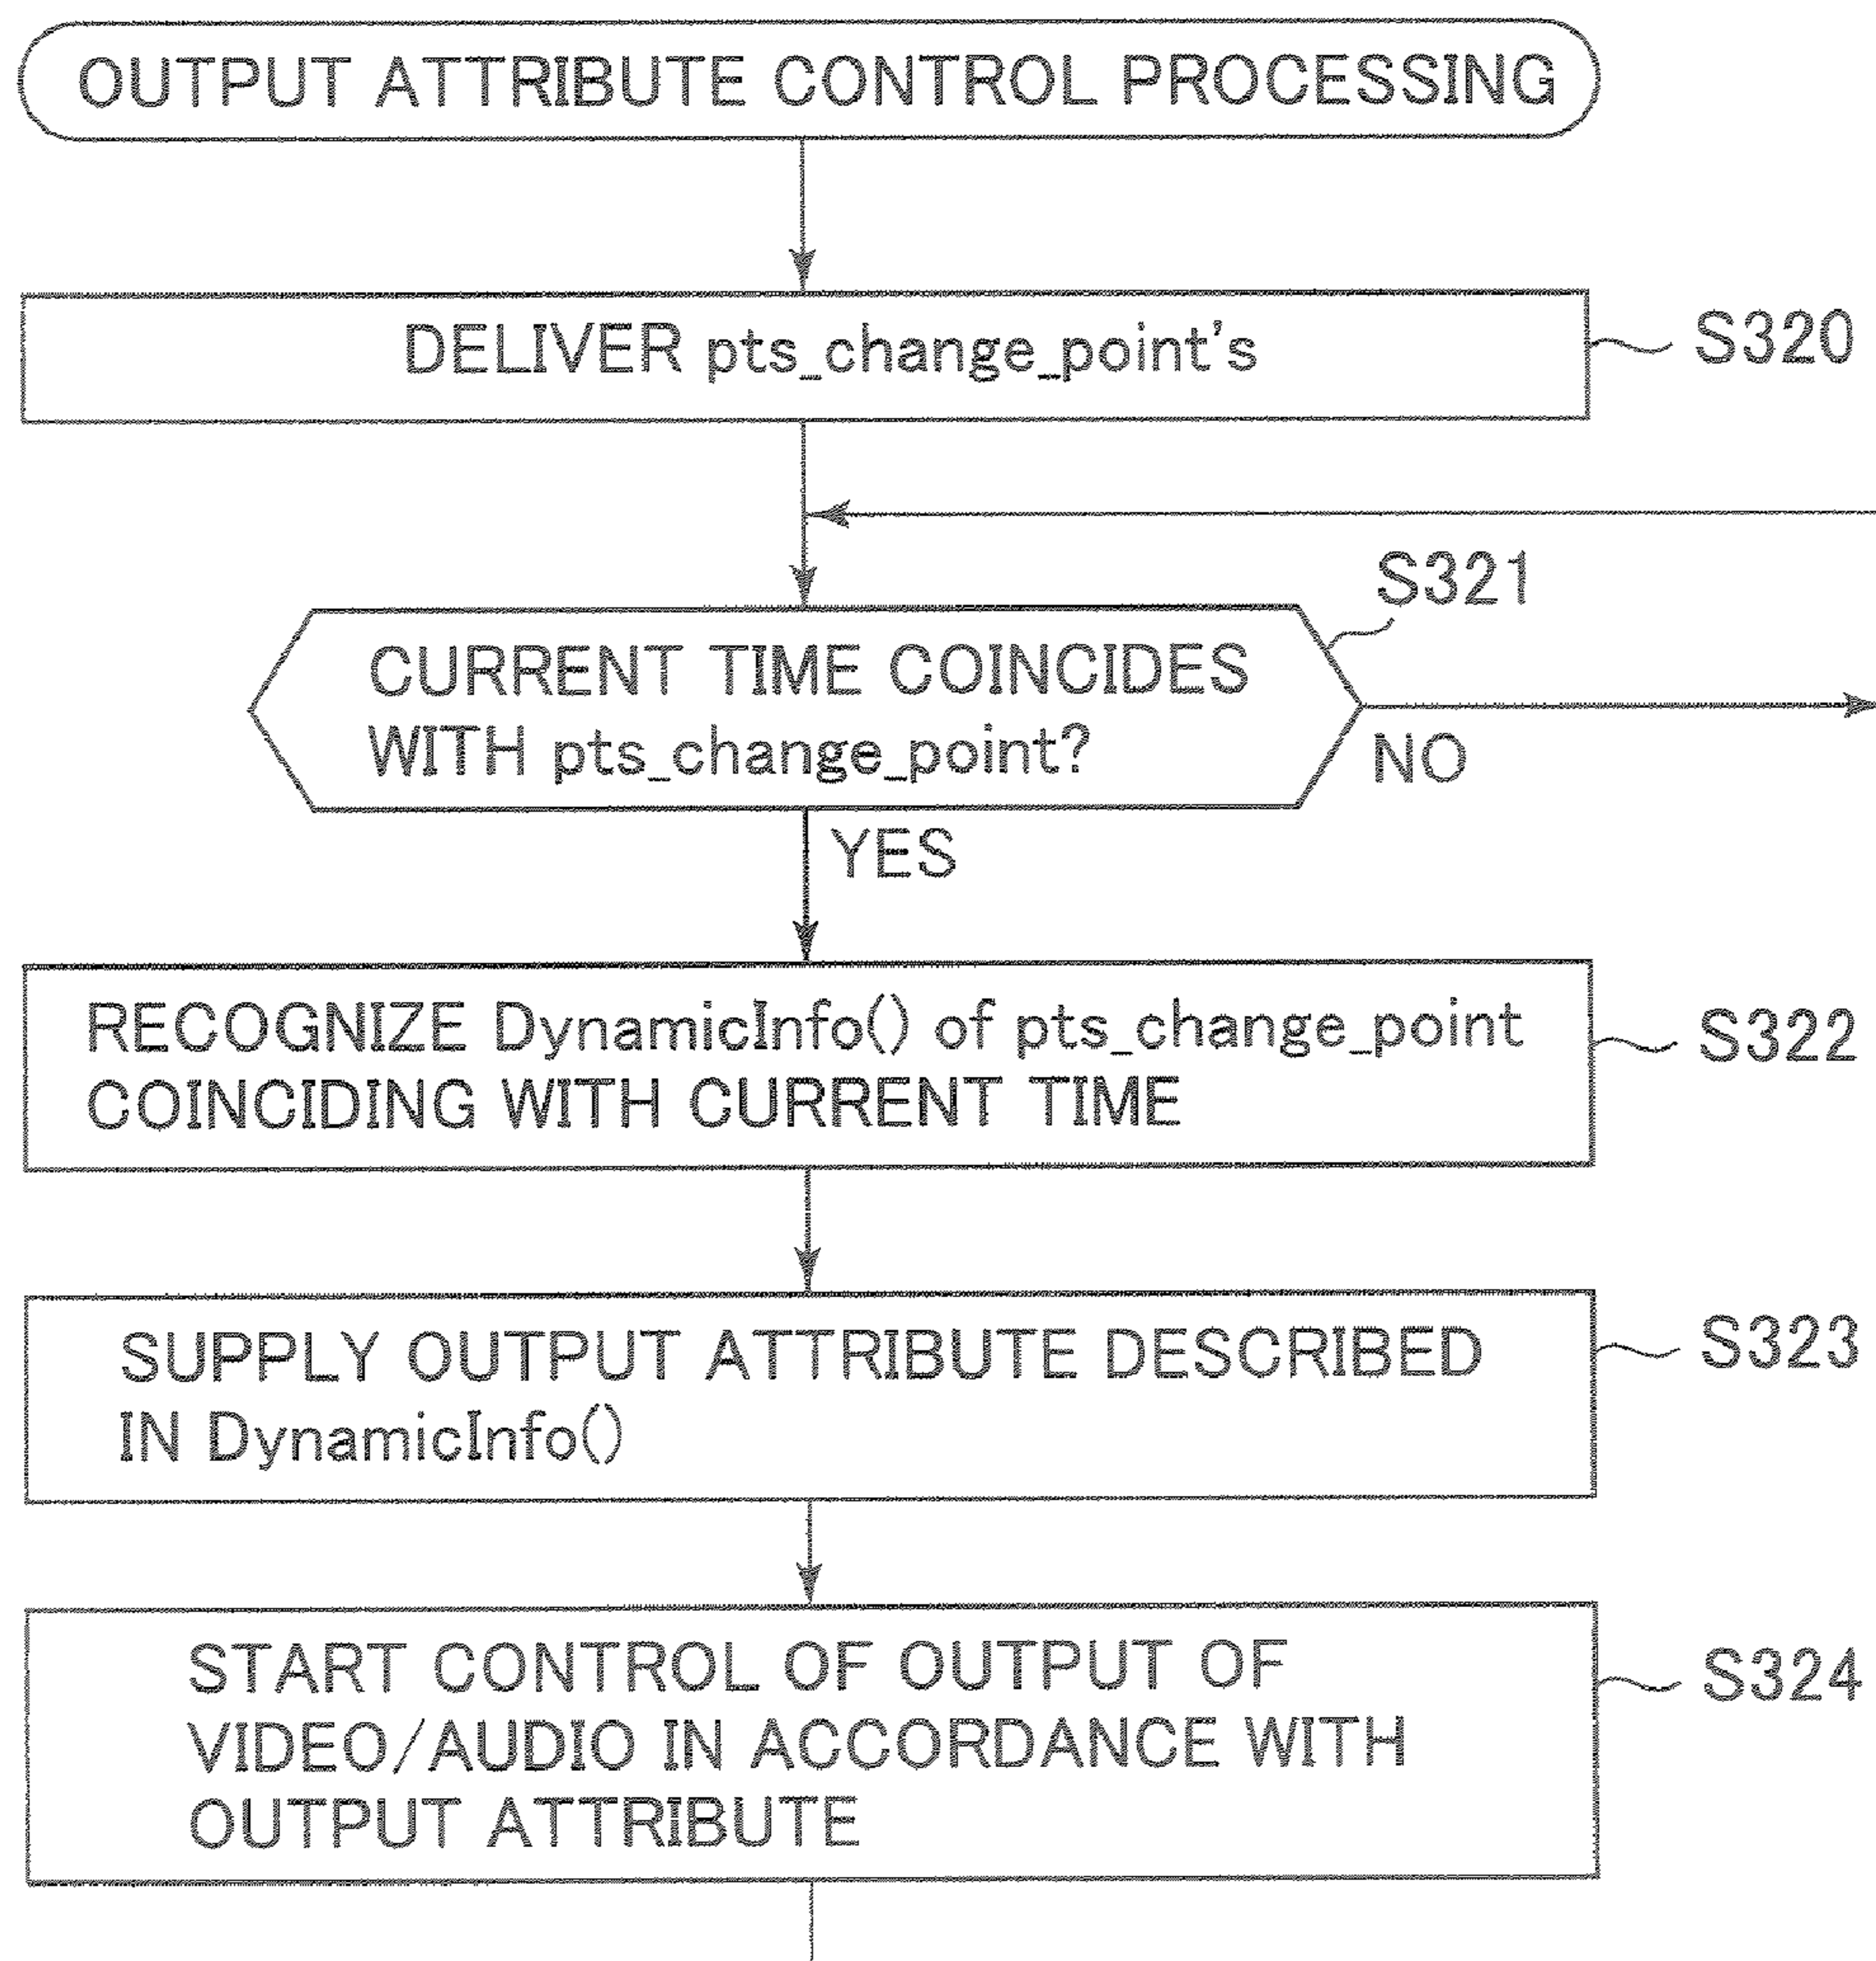 OUTPUT ATTRIBUTE CONTROL PROCESSING
DELIVER pts_change_point's
S320
S321
CURRENT TIME COINCIDES
WITH pts_change_point?
NO
YES
RECOGNIZE DynamicInfo() of pts_change_point
COINCIDING WITH CURRENT TIME
S322
SUPPLY OUTPUT ATTRIBUTE DESCRIBED
IN DynamicInfo()
S323
START CONTROL OF OUTPUT OF
VIDEO/AUDIO IN ACCORDANCE WITH
OUTPUT ATTRIBUTE
S324